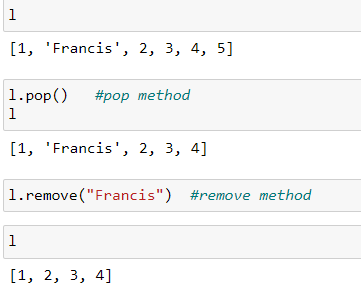 l
[1, 'Francis', 2, 3, 4, 5]
l.pop()   #pop method
l
[1, 'Francis', 2, 3, 4]
l.remove("Francis")  #remove method
l
[1, 2, 3, 4]